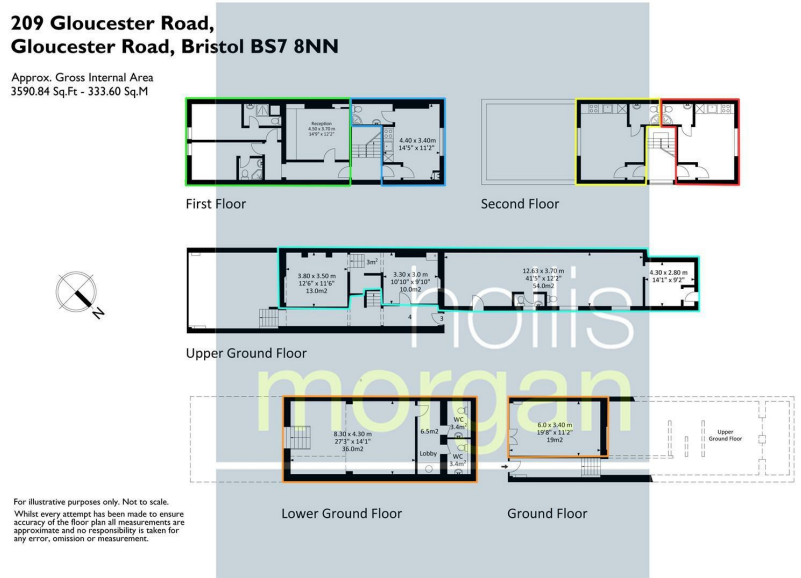 209 Gloucester Road,
Gloucester Road, Bristol BS7 8NN
Approx. Gross Internal Area
3590.84 Sq.Ft - 333.60 Sq.M
Reception
4.50 x 3.70 m
14'9" x 12'2"
4.40 x 3.40m
14'5" x 11'2"
First Floor
Second Floor
3.80 x 3.50 m
12'6" x 11'6"
13.0m2
3m²
3.30 x 3.0 m
10'10" x 9'10"
10.0m2
12.63 x 3.70 m
41'5" x 12'2"
54.0m2
4.30 x 2.80 m
14'1" x 9'2"
4
3
N
Upper Ground Floor
hollis
morgan
8.30 x 4.30 m
27'3" x 14'1"
36.0m2
6.5m2
Lobby
WC
3.4m²
WC
3.4m²
6.0 x 3.40 m
19'8" x 11'2"
19m2
Upper
Ground Floor
Lower Ground Floor
Ground Floor
For illustrative purposes only. Not to scale.
Whilst every attempt has been made to ensure
accuracy of the floor plan all measurements are
approximate and no responsibility is taken for
any error, omission or measurement.